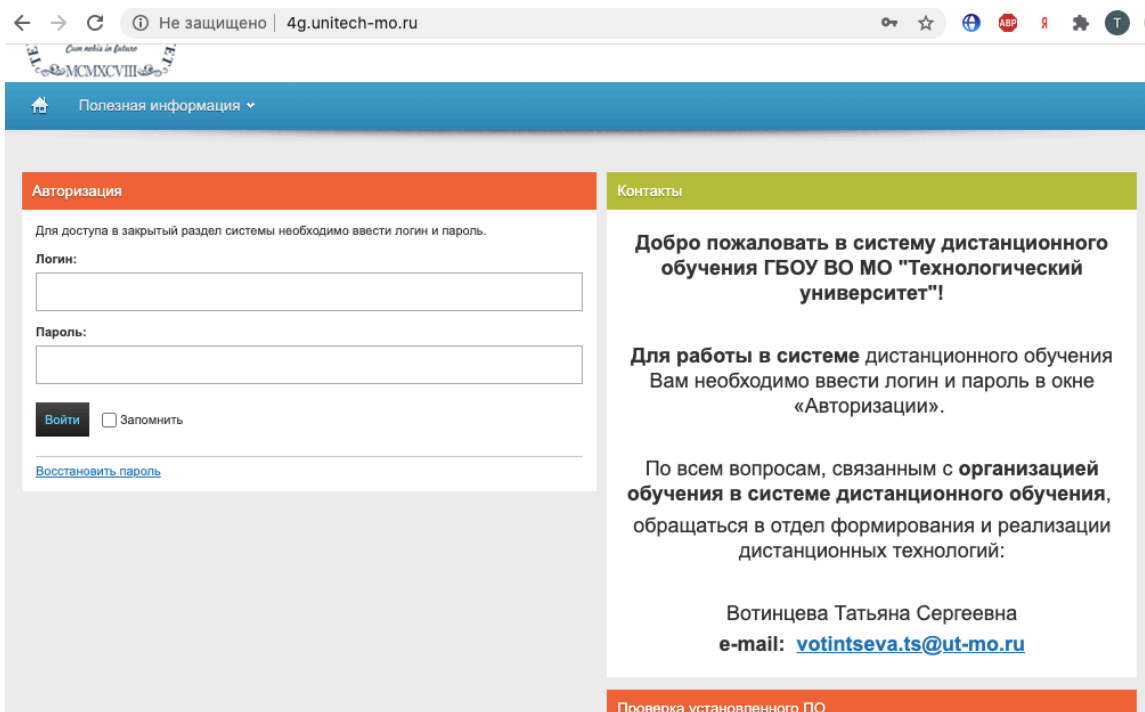 Не защищено | 4g.unitech-mo.ru
ABP
Я
T
Cum nobis in futuro
MCMXCVIII
Полезная информация
Авторизация
Для доступа в закрытый раздел системы необходимо ввести логин и пароль.
Логин:
Пароль:
Войти
Запомнить
Восстановить пароль
Контакты
Добро пожаловать в систему дистанционного
обучения ГБОУ ВО МО "Технологический
университет"!
Для работы в системе дистанционного обучения
Вам необходимо ввести логин и пароль в окне
«Авторизации».
По всем вопросам, связанным с организацией
обучения в системе дистанционного обучения,
обращаться в отдел формирования и реализации
дистанционных технологий:
Вотинцева Татьяна Сергеевна
e-mail: votintseva.ts@ut-mo.ru
Проверка установленного ПО